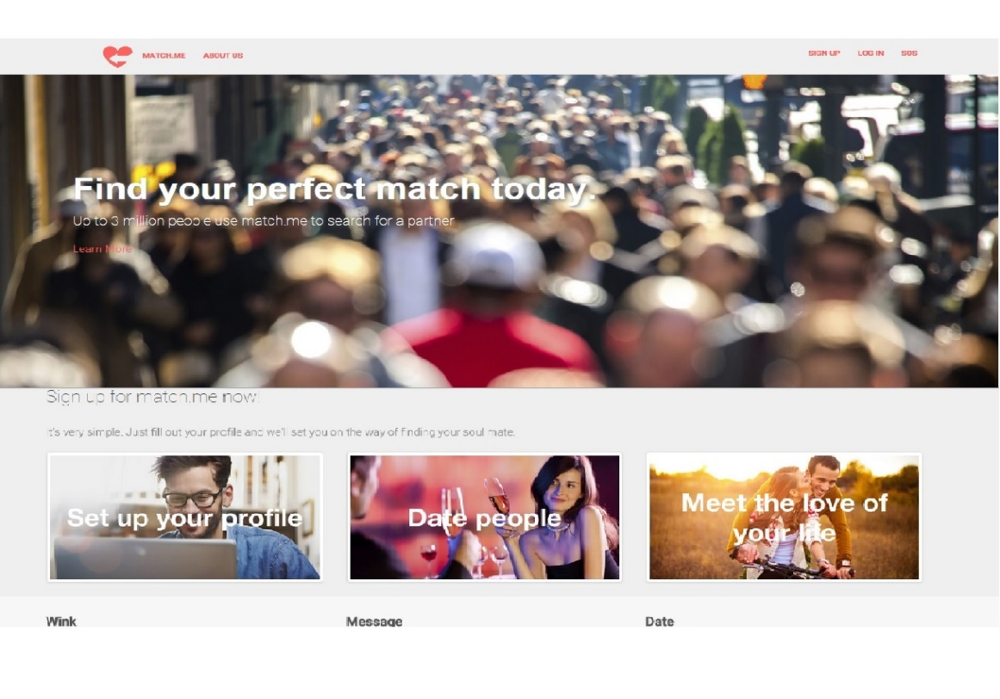 MATCH.ME ABOUT US SIGN UP LOG IN SOS
Find your perfect match today.
Up to 3 million people use match.me to search for a partner
Learn More
Sign up for match.me now!
It's very simple. Just fill out your profile and we'll set you on the way of finding your soul mate.
Set up your profile
Date people
Meet the love of
your life
Wink Message Date